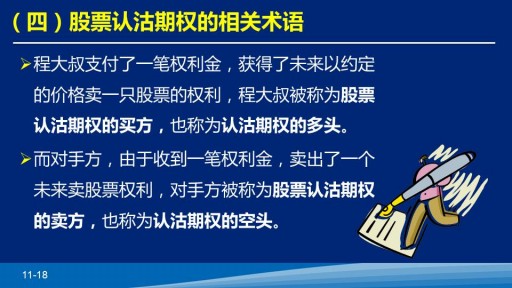 （四）股票认沽期权的相关术语
程大叔支付了一笔权利金，获得了未来以约定
的价格卖一只股票的权利，程大叔被称为股票
认沽期权的买方，也称为认沽期权的多头。
而对手方，由于收到一笔权利金，卖出了一个
未来卖股票权利，对手方被称为股票认沽期权
的卖方，也称为认沽期权的空头。
11-18